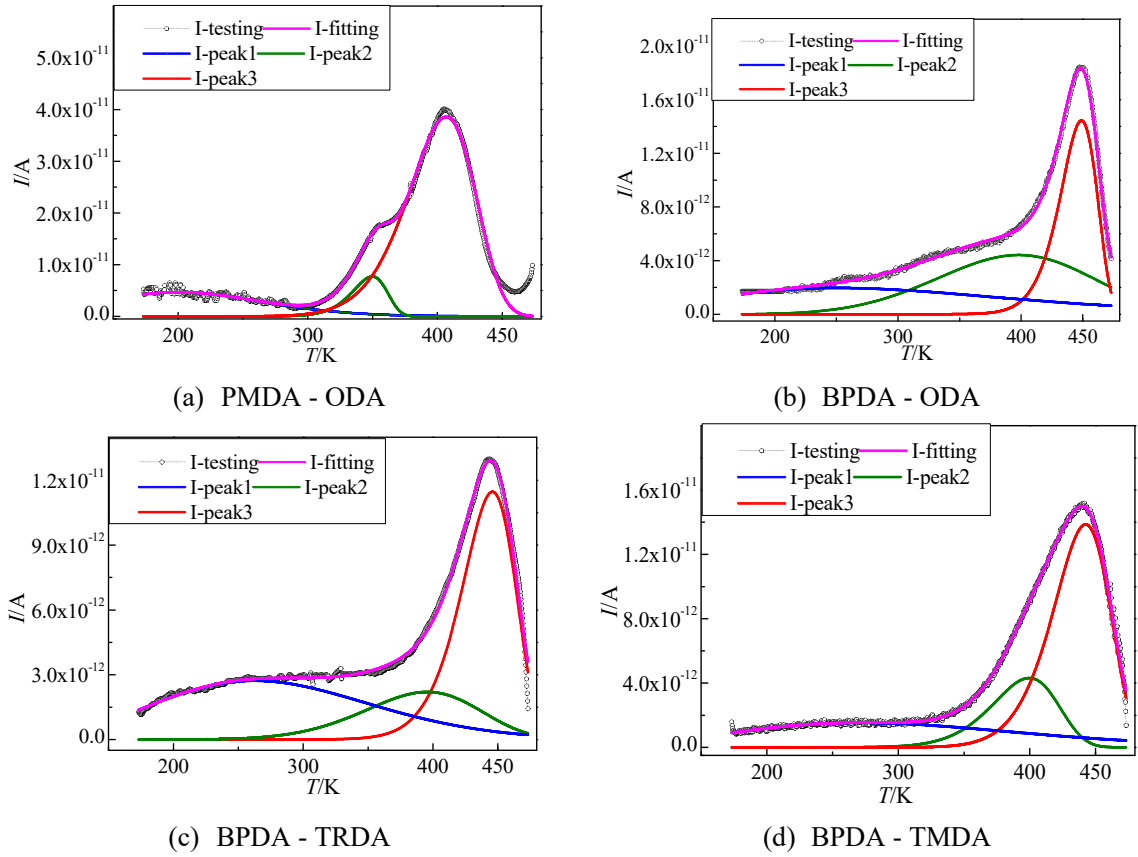 I-testing I-fitting
I-peak1 I-peak2
I-peak3
5.0x10⁻¹¹
4.0x10⁻¹¹
3.0x10⁻¹¹
2.0x10⁻¹¹
1.0x10⁻¹¹
0.0
I/A
200 300 400 450
T/K
(a) PMDA - ODA
I-testing I-fitting
I-peak1 I-peak2
I-peak3
2.0x10⁻¹¹
1.6x10⁻¹¹
1.2x10⁻¹¹
8.0x10⁻¹²
4.0x10⁻¹²
0.0
I/A
200 300 400 450
T/K
(b) BPDA - ODA
I-testing I-fitting
I-peak1 I-peak2
I-peak3
1.2x10⁻¹¹
9.0x10⁻¹²
6.0x10⁻¹²
3.0x10⁻¹²
0.0
I/A
200 300 400 450
T/K
(c) BPDA - TRDA
I-testing I-fitting
I-peak1 I-peak2
I-peak3
1.6x10⁻¹¹
1.2x10⁻¹¹
8.0x10⁻¹²
4.0x10⁻¹²
0.0
I/A
200 300 400 450
T/K
(d) BPDA - TMDA